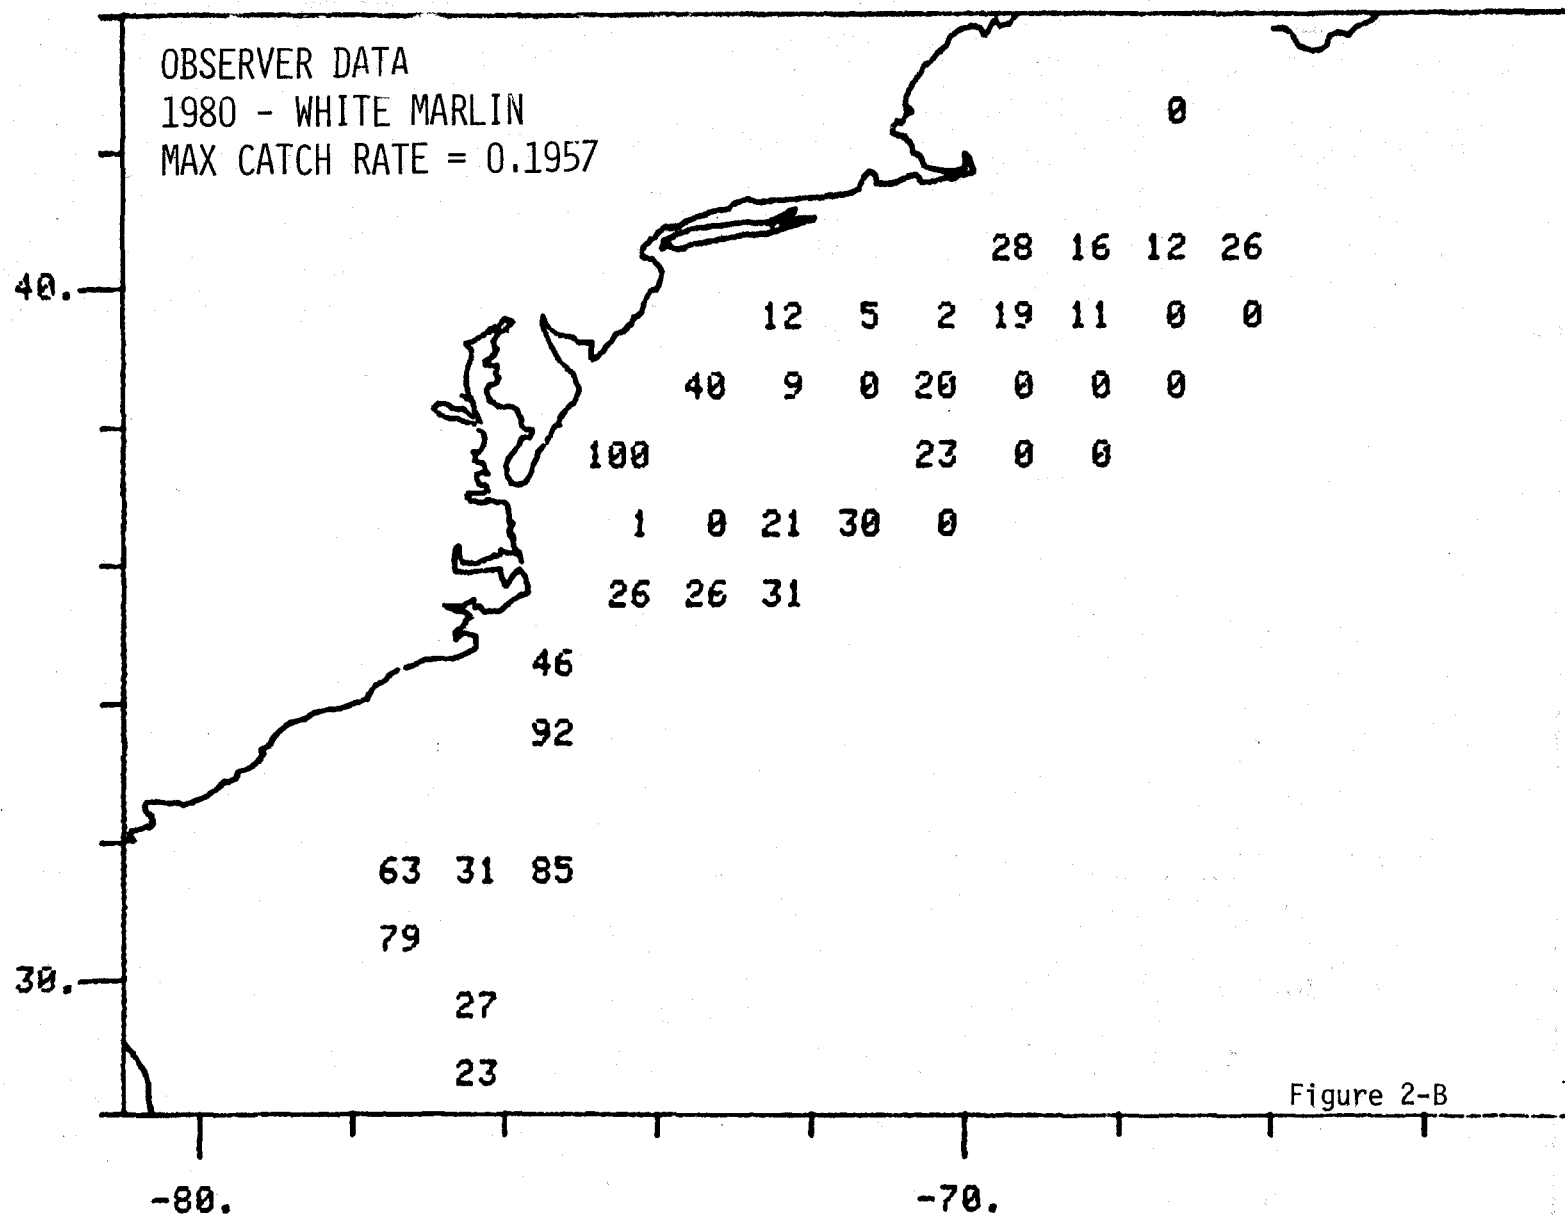 OBSERVER DATA
1980 - WHITE MARLIN
MAX CATCH RATE = 0.1957
0
28 16 12 26
40.
12 5 2 19 11 0 0
40 9 0 20 0 0 0
100 23 0 0
1 0 21 30 0
26 26 31
46
92
63 31 85
79
30.
27
23
Figure 2-B
-80. -70.